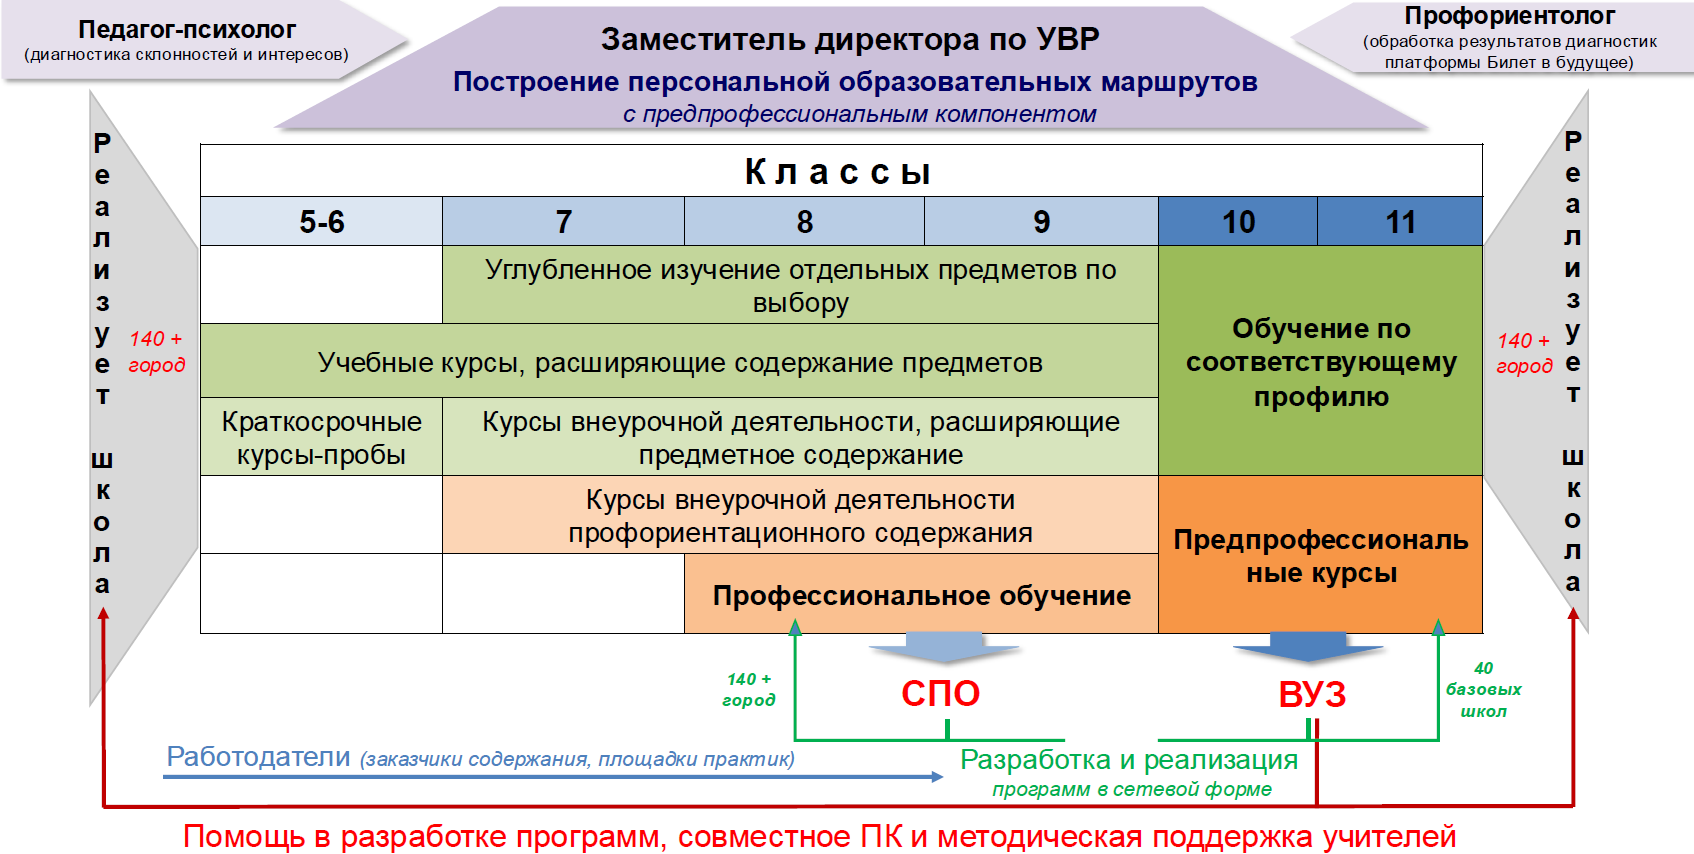 Педагог-психолог
(диагностика склонностей и интересов)
Заместитель директора по УВР
Построение персональной образовательных маршрутов
с предпрофессиональным компонентом
Профориентолог
(обработка результатов диагностик
платформы Билет в будущее)
Реализует школа
140 +
город
Классы
5-6 7 8 9 10 11
Углубленное изучение отдельных предметов по
выбору
Учебные курсы, расширяющие содержание предметов
Краткосрочные
курсы-пробы
Курсы внеурочной деятельности, расширяющие
предметное содержание
Обучение по
соответствующему
профилю
Курсы внеурочной деятельности
профориентационного содержания
Профессиональное обучение
Предпрофессиональ
ные курсы
Реализует школа
140 +
город
140 +
город
СПО
ВУЗ
40
базовых
школ
Работодатели (заказчики содержания, площадки практик)
Разработка и реализация
программ в сетевой форме
Помощь в разработке программ, совместное ПК и методическая поддержка учителей